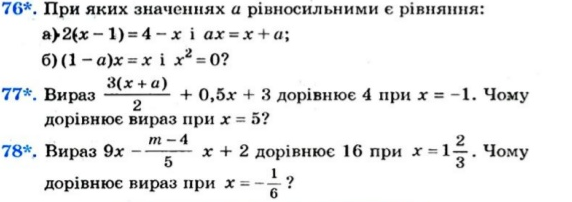 76*. При яких значеннях a рівносильними є рівняння:
а) 2(x − 1) = 4 − x і ax = x + a;
б) (1 − a)x = x і x² = 0?
77*. Вираз 3(x + a)/2 + 0,5x + 3 дорівнює 4 при x = −1. Чому
дорівнює вираз при x = 5?
78*. Вираз 9x − (m − 4)/5 x + 2 дорівнює 16 при x = 1 2/3. Чому
дорівнює вираз при x = −1/6?